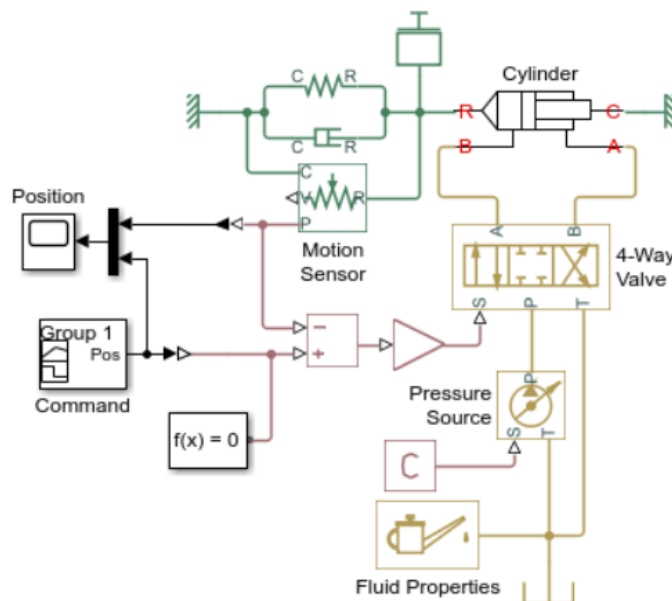 Cylinder
C R
R C
C R
B A
C
V R
P
Position
Motion
Sensor
A B
4-Way
Valve
S P T
Group 1
Pos
−
+
Command
Pressure
Source
P
S T
f(x) = 0
C
Fluid Properties